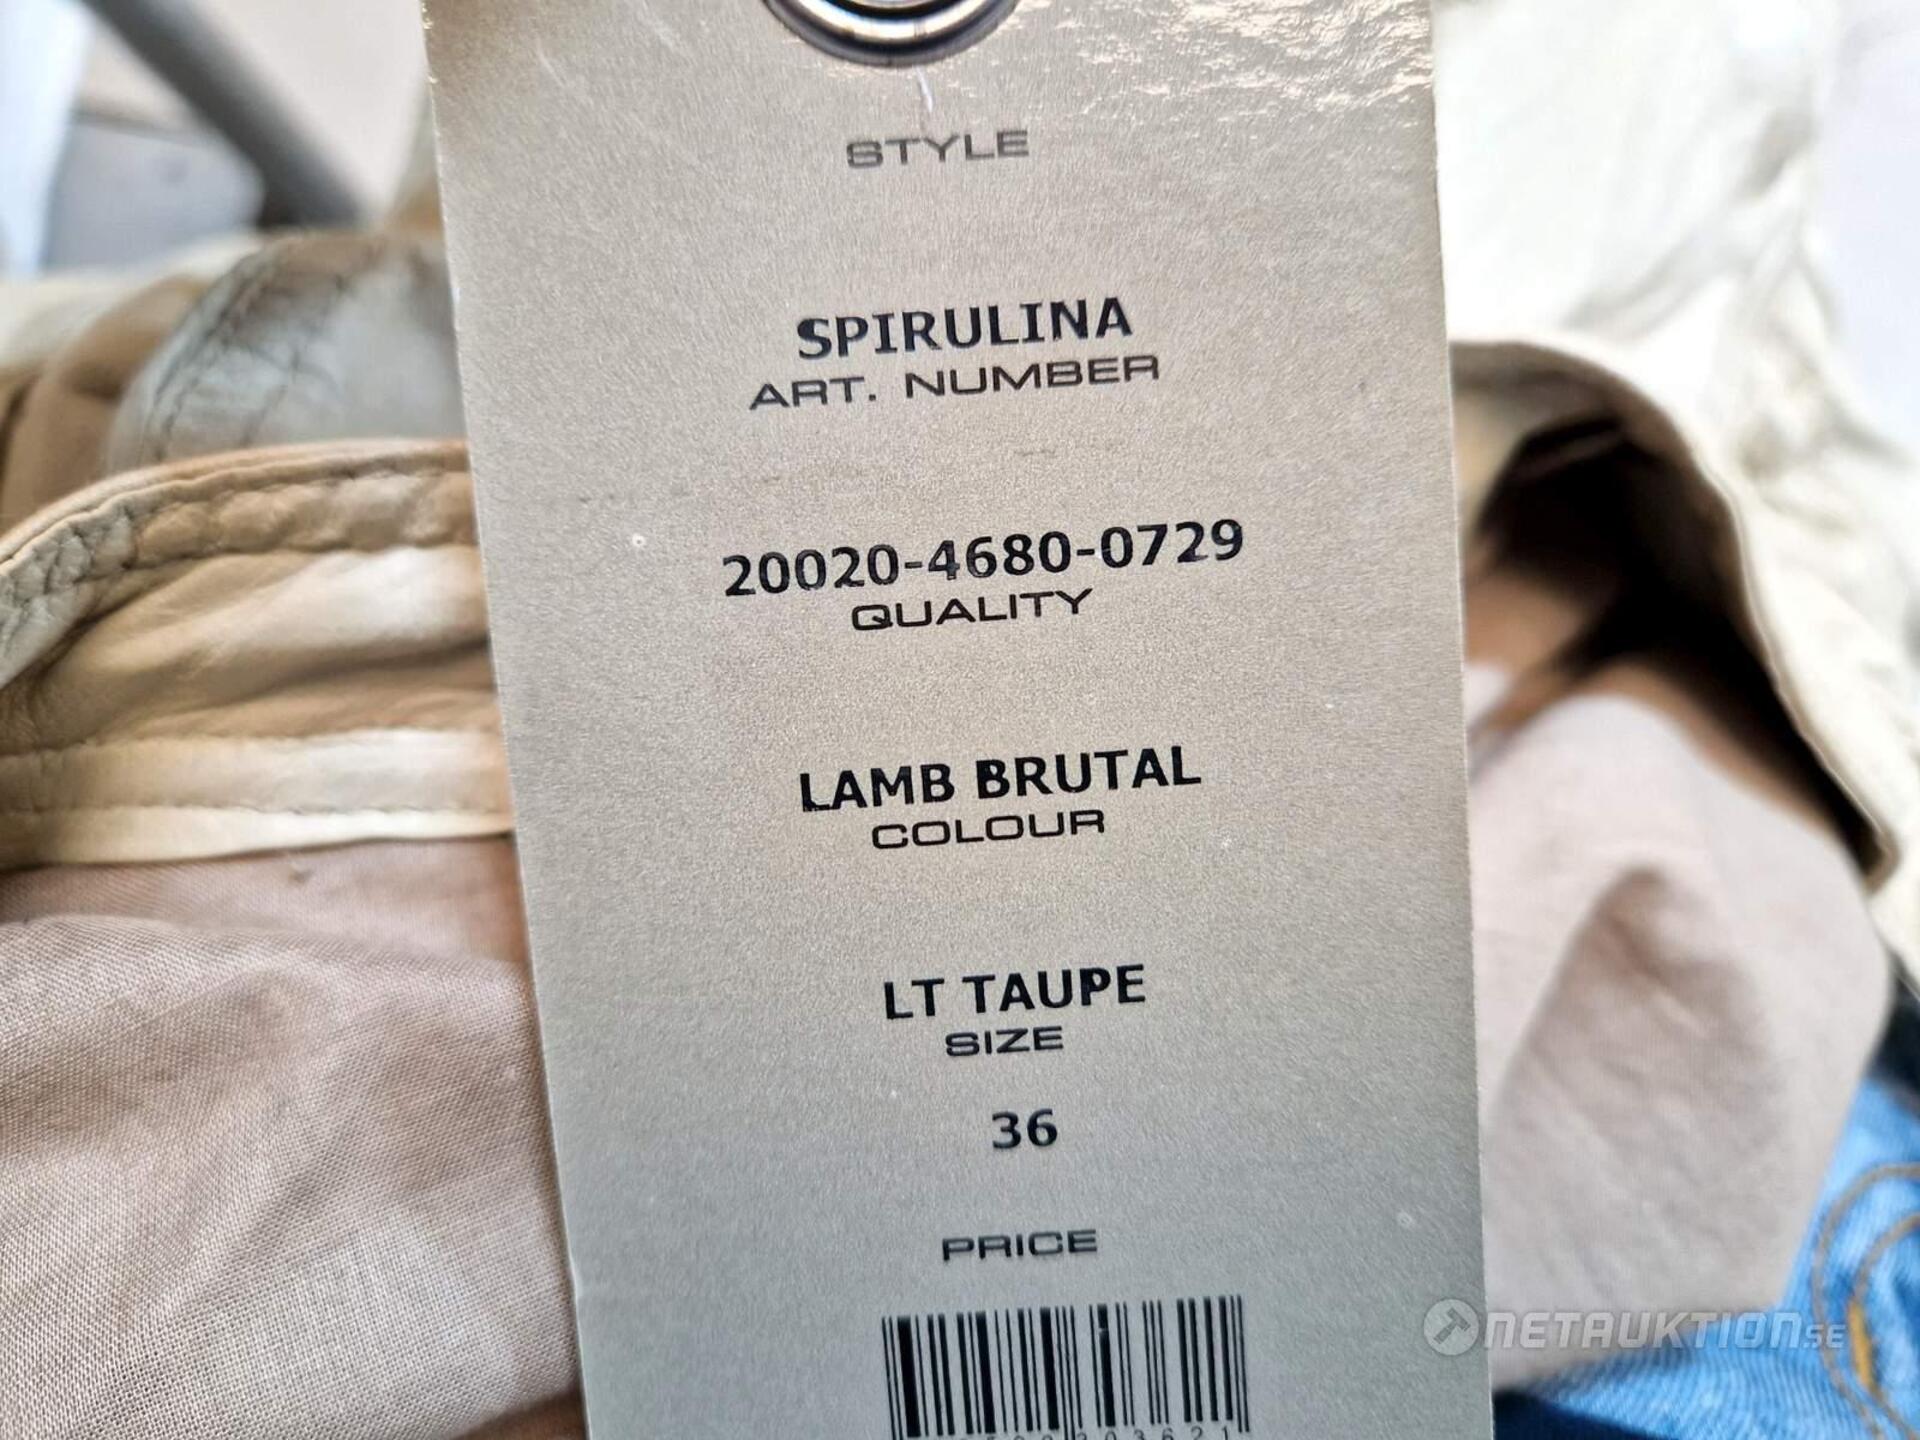 STYLE
SPIRULINA
ART. NUMBER
20020-4680-0729
QUALITY
LAMB BRUTAL
COLOUR
LT TAUPE
SIZE
36
PRICE
NETAUKTION.SE